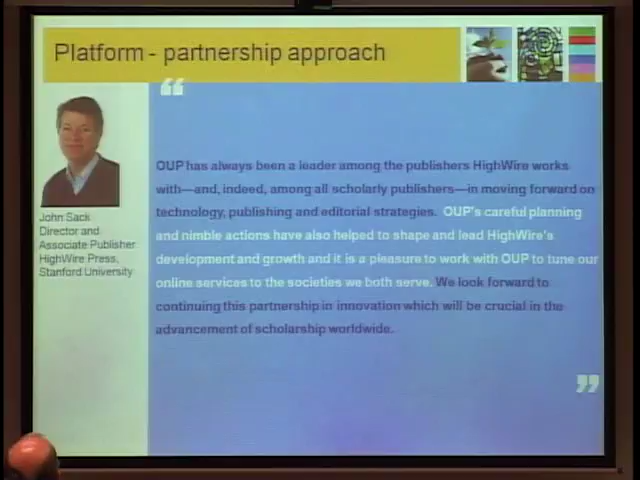 Platform - partnership approach
“
John Sack
Director and
Associate Publisher
HighWire Press,
Stanford University
OUP has always been a leader among the publishers HighWire works
with—and, indeed, among all scholarly publishers—in moving forward on
technology, publishing and editorial strategies. OUP's careful planning
and nimble actions have also helped to shape and lead HighWire's
development and growth and it is a pleasure to work with OUP to tune our
online services to the societies we both serve. We look forward to
continuing this partnership in innovation which will be crucial in the
advancement of scholarship worldwide.
”